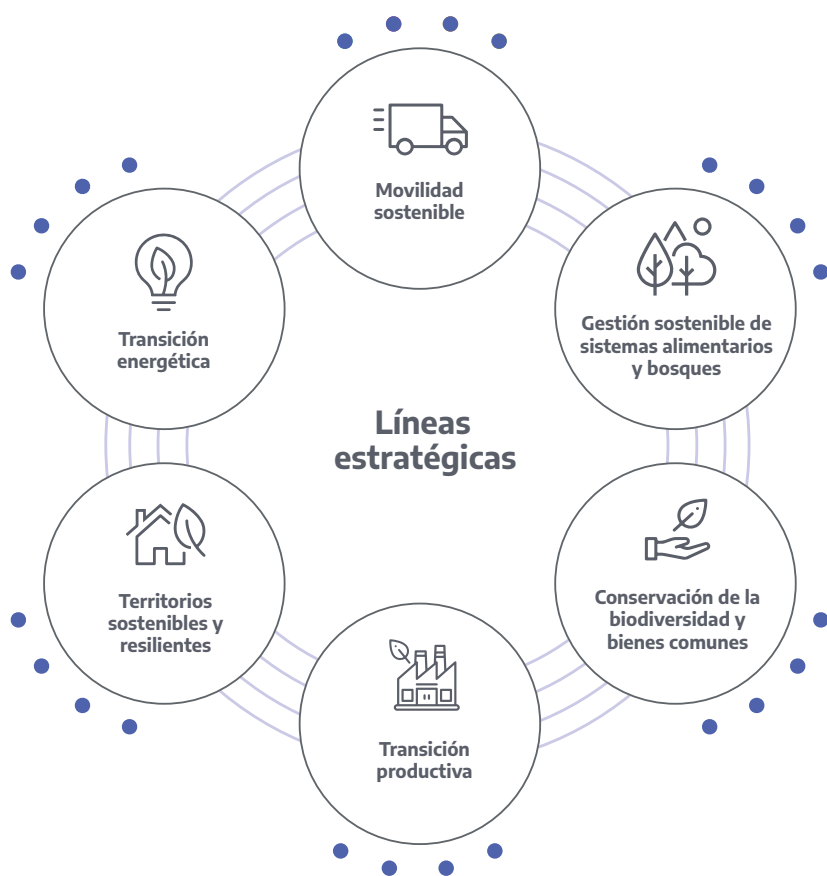 Movilidad
sostenible
Transición
energética
Gestión sostenible de
sistemas alimentarios
y bosques
Líneas
estratégicas
Territorios
sostenibles y
resilientes
Conservación de la
biodiversidad y
bienes comunes
Transición
productiva